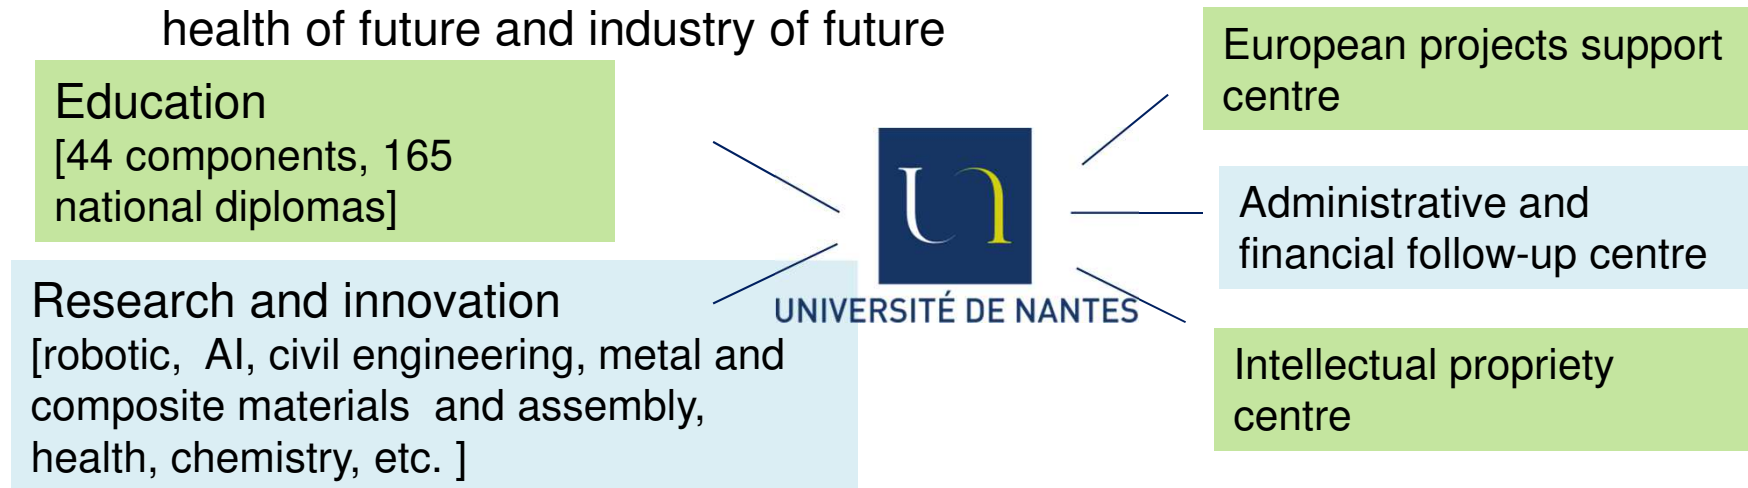 health of future and industry of future
Education
[44 components, 165
national diplomas]
Research and innovation
[robotic, AI, civil engineering, metal and
composite materials and assembly,
health, chemistry, etc. ]
un
UNIVERSITÉ DE NANTES
European projects support
centre
Administrative and
financial follow-up centre
Intellectual propriety
centre